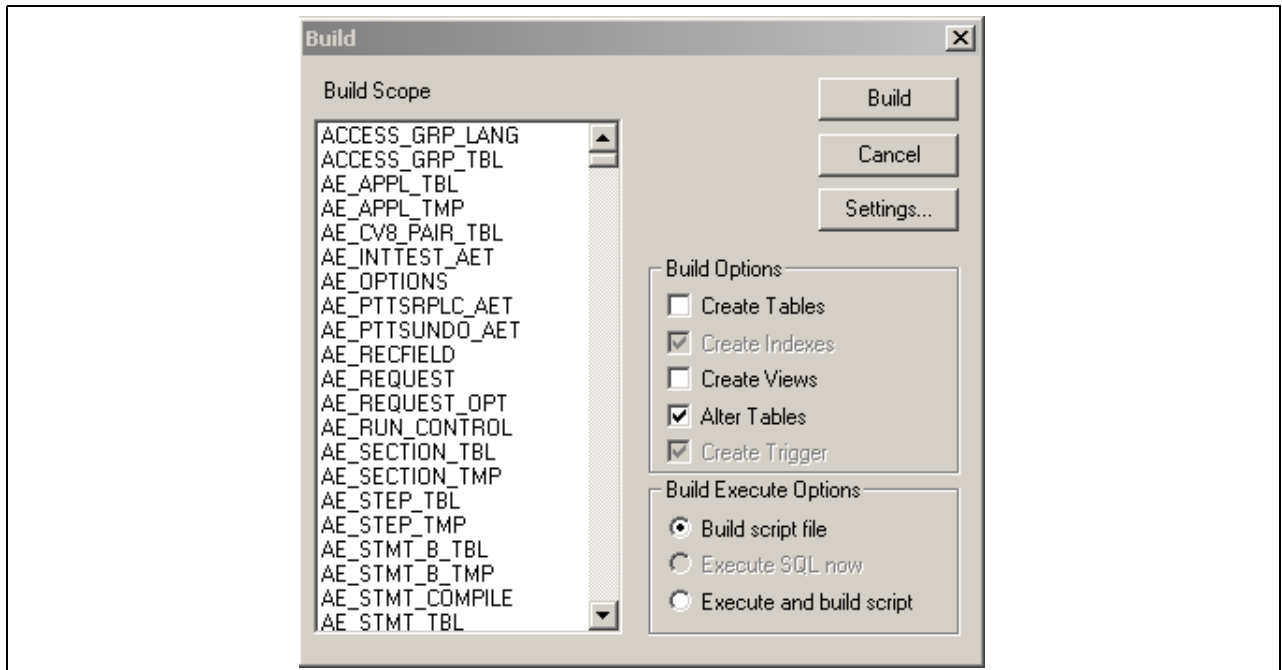 Build
Build Scope
ACCESS_GRP_LANG
ACCESS_GRP_TBL
AE_APPL_TBL
AE_APPL_TMP
AE_CV8_PAIR_TBL
AE_INTTEST_AET
AE_OPTIONS
AE_PTTSRPLC_AET
AE_PTTSUNDO_AET
AE_RECFIELD
AE_REQUEST
AE_REQUEST_OPT
AE_RUN_CONTROL
AE_SECTION_TBL
AE_SECTION_TMP
AE_STEP_TBL
AE_STEP_TMP
AE_STMT_B_TBL
AE_STMT_B_TMP
AE_STMT_COMPILE
AE_STMT_TBL
Build
Cancel
Settings...
Build Options
Create Tables
Create Indexes
Create Views
Alter Tables
Create Trigger
Build Execute Options
Build script file
Execute SQL now
Execute and build script